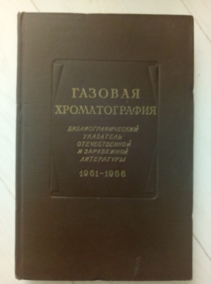 ГАЗОВАЯ
ХРОМАТОГРАФИЯ
БИБЛИОГРАФИЧЕСКИЙ
УКАЗАТЕЛЬ
ОТЕЧЕСТВЕННОЙ
И ЗАРУБЕЖНОЙ
ЛИТЕРАТУРЫ
1961-1966